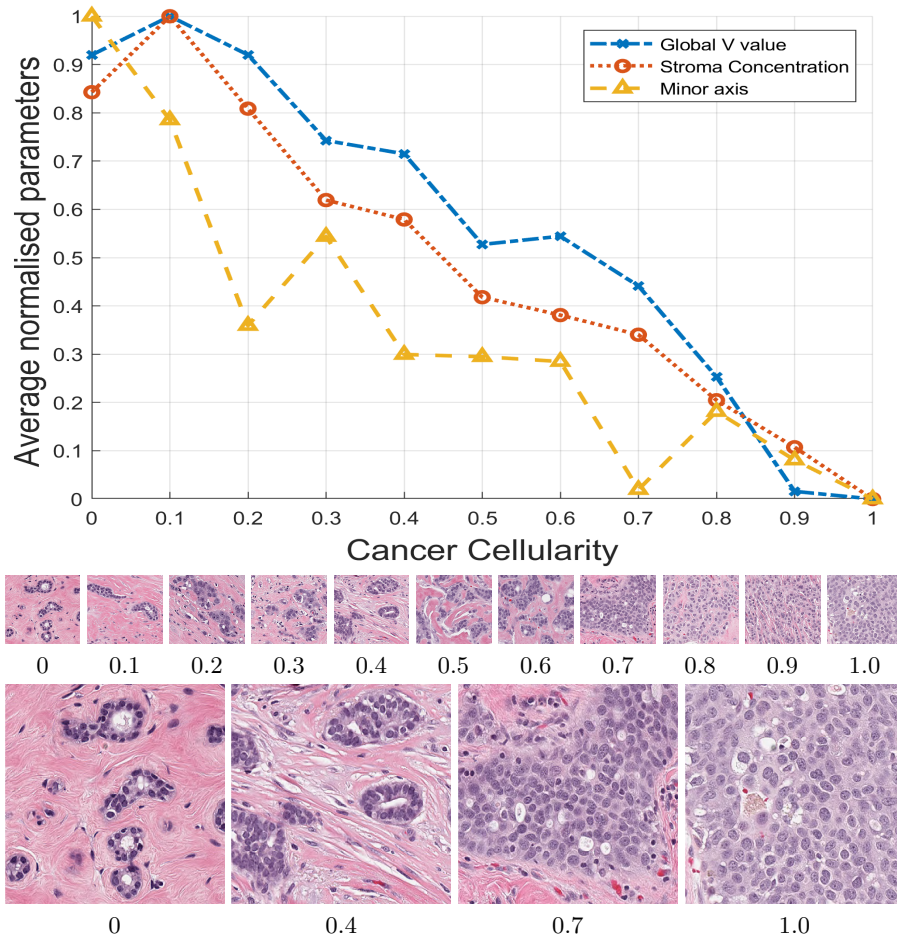 Average normalised parameters
1
0.9
0.8
0.7
0.6
0.5
0.4
0.3
0.2
0.1
0
Global V value
Stroma Concentration
Minor axis
0 0.1 0.2 0.3 0.4 0.5 0.6 0.7 0.8 0.9 1
Cancer Cellularity
0 0.1 0.2 0.3 0.4 0.5 0.6 0.7 0.8 0.9 1.0
0 0.4 0.7 1.0